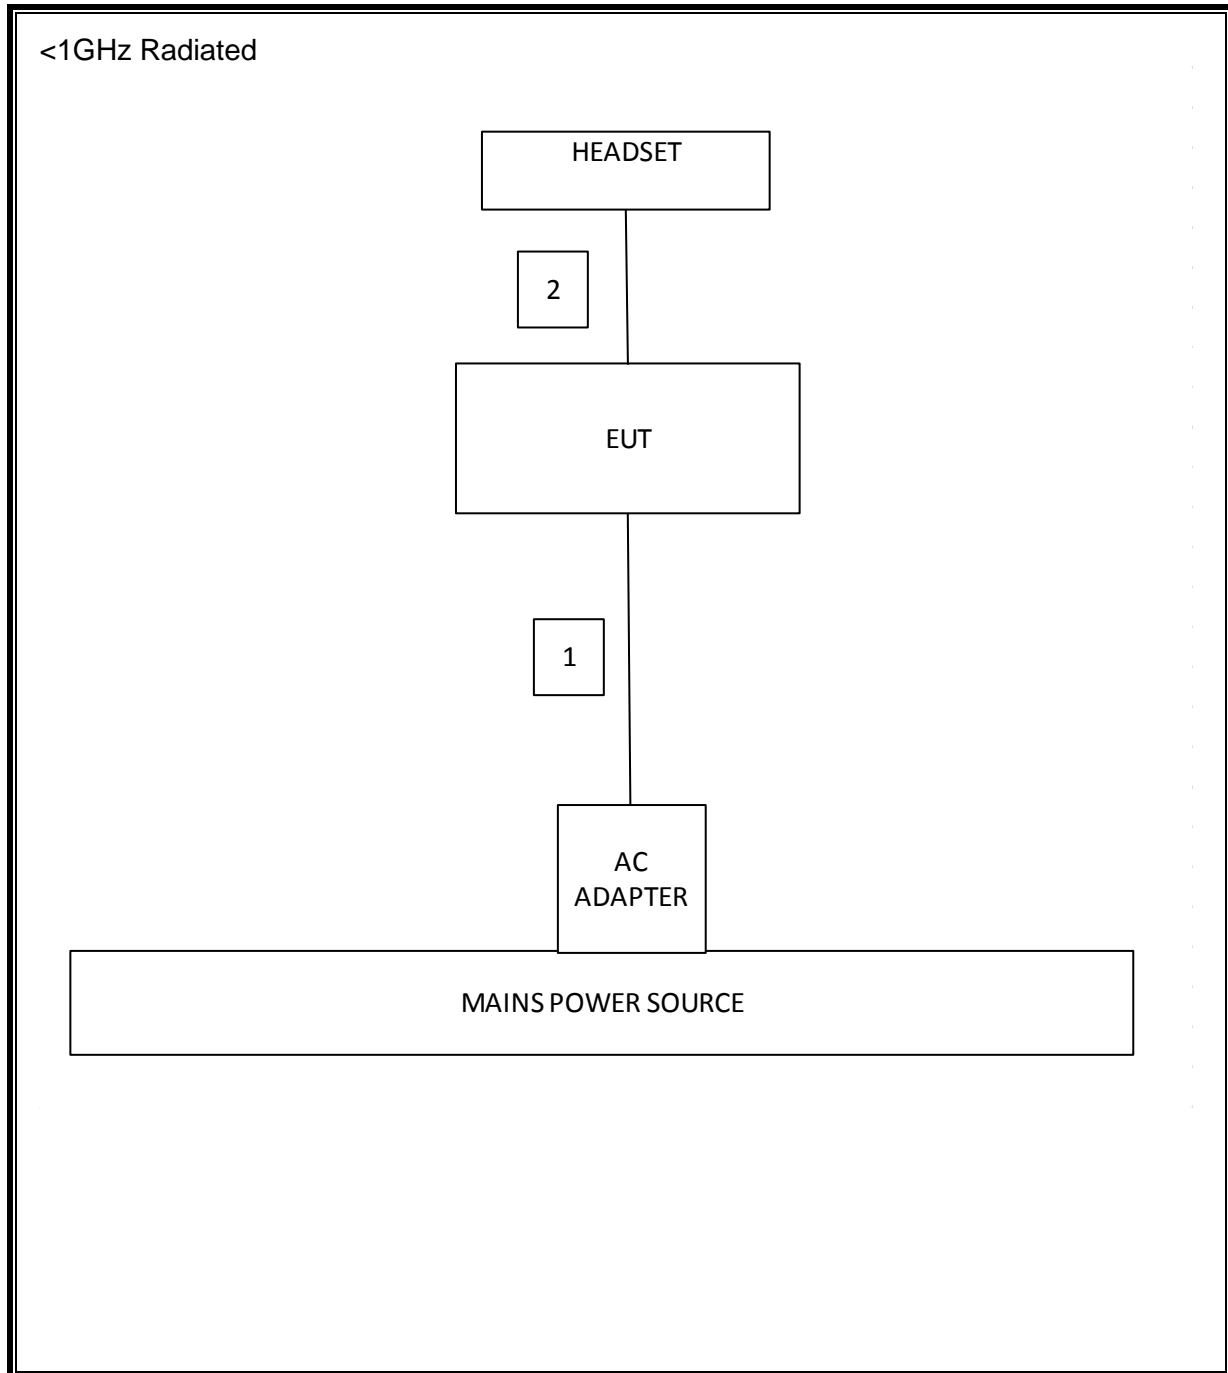 <1GHz Radiated
HEADSET
2
EUT
1
AC
ADAPTER
MAINS POWER SOURCE